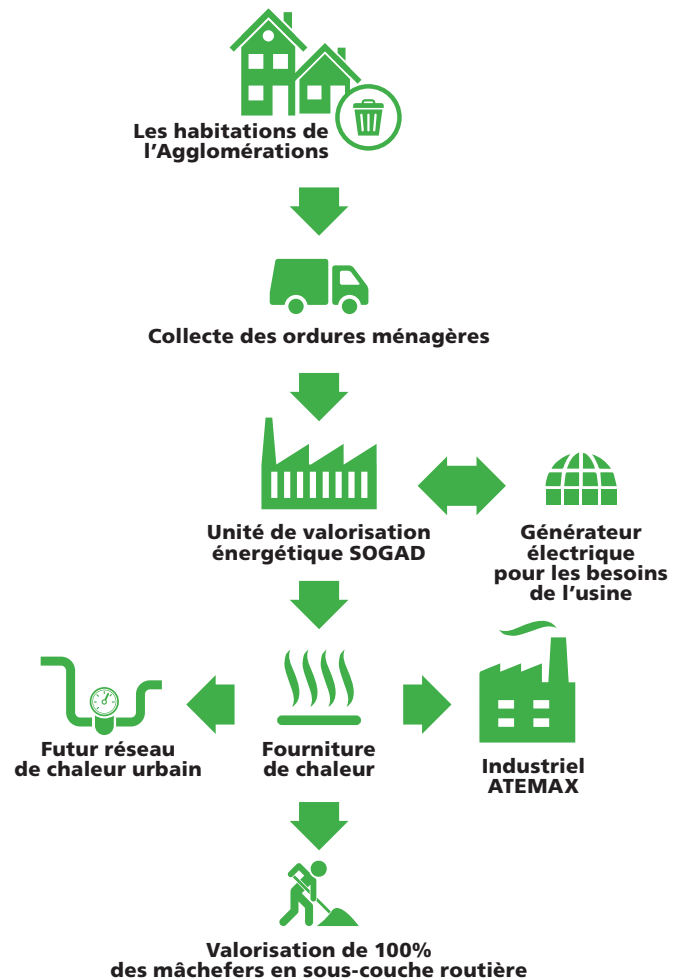 Les habitations de
l'Agglomérations
Collecte des ordures ménagères
Unité de valorisation
énergétique SOGAD
Générateur
électrique
pour les besoins
de l'usine
Futur réseau
de chaleur urbain
Fourniture
de chaleur
Industriel
ATEMAX
Valorisation de 100%
des mâchefers en sous-couche routière